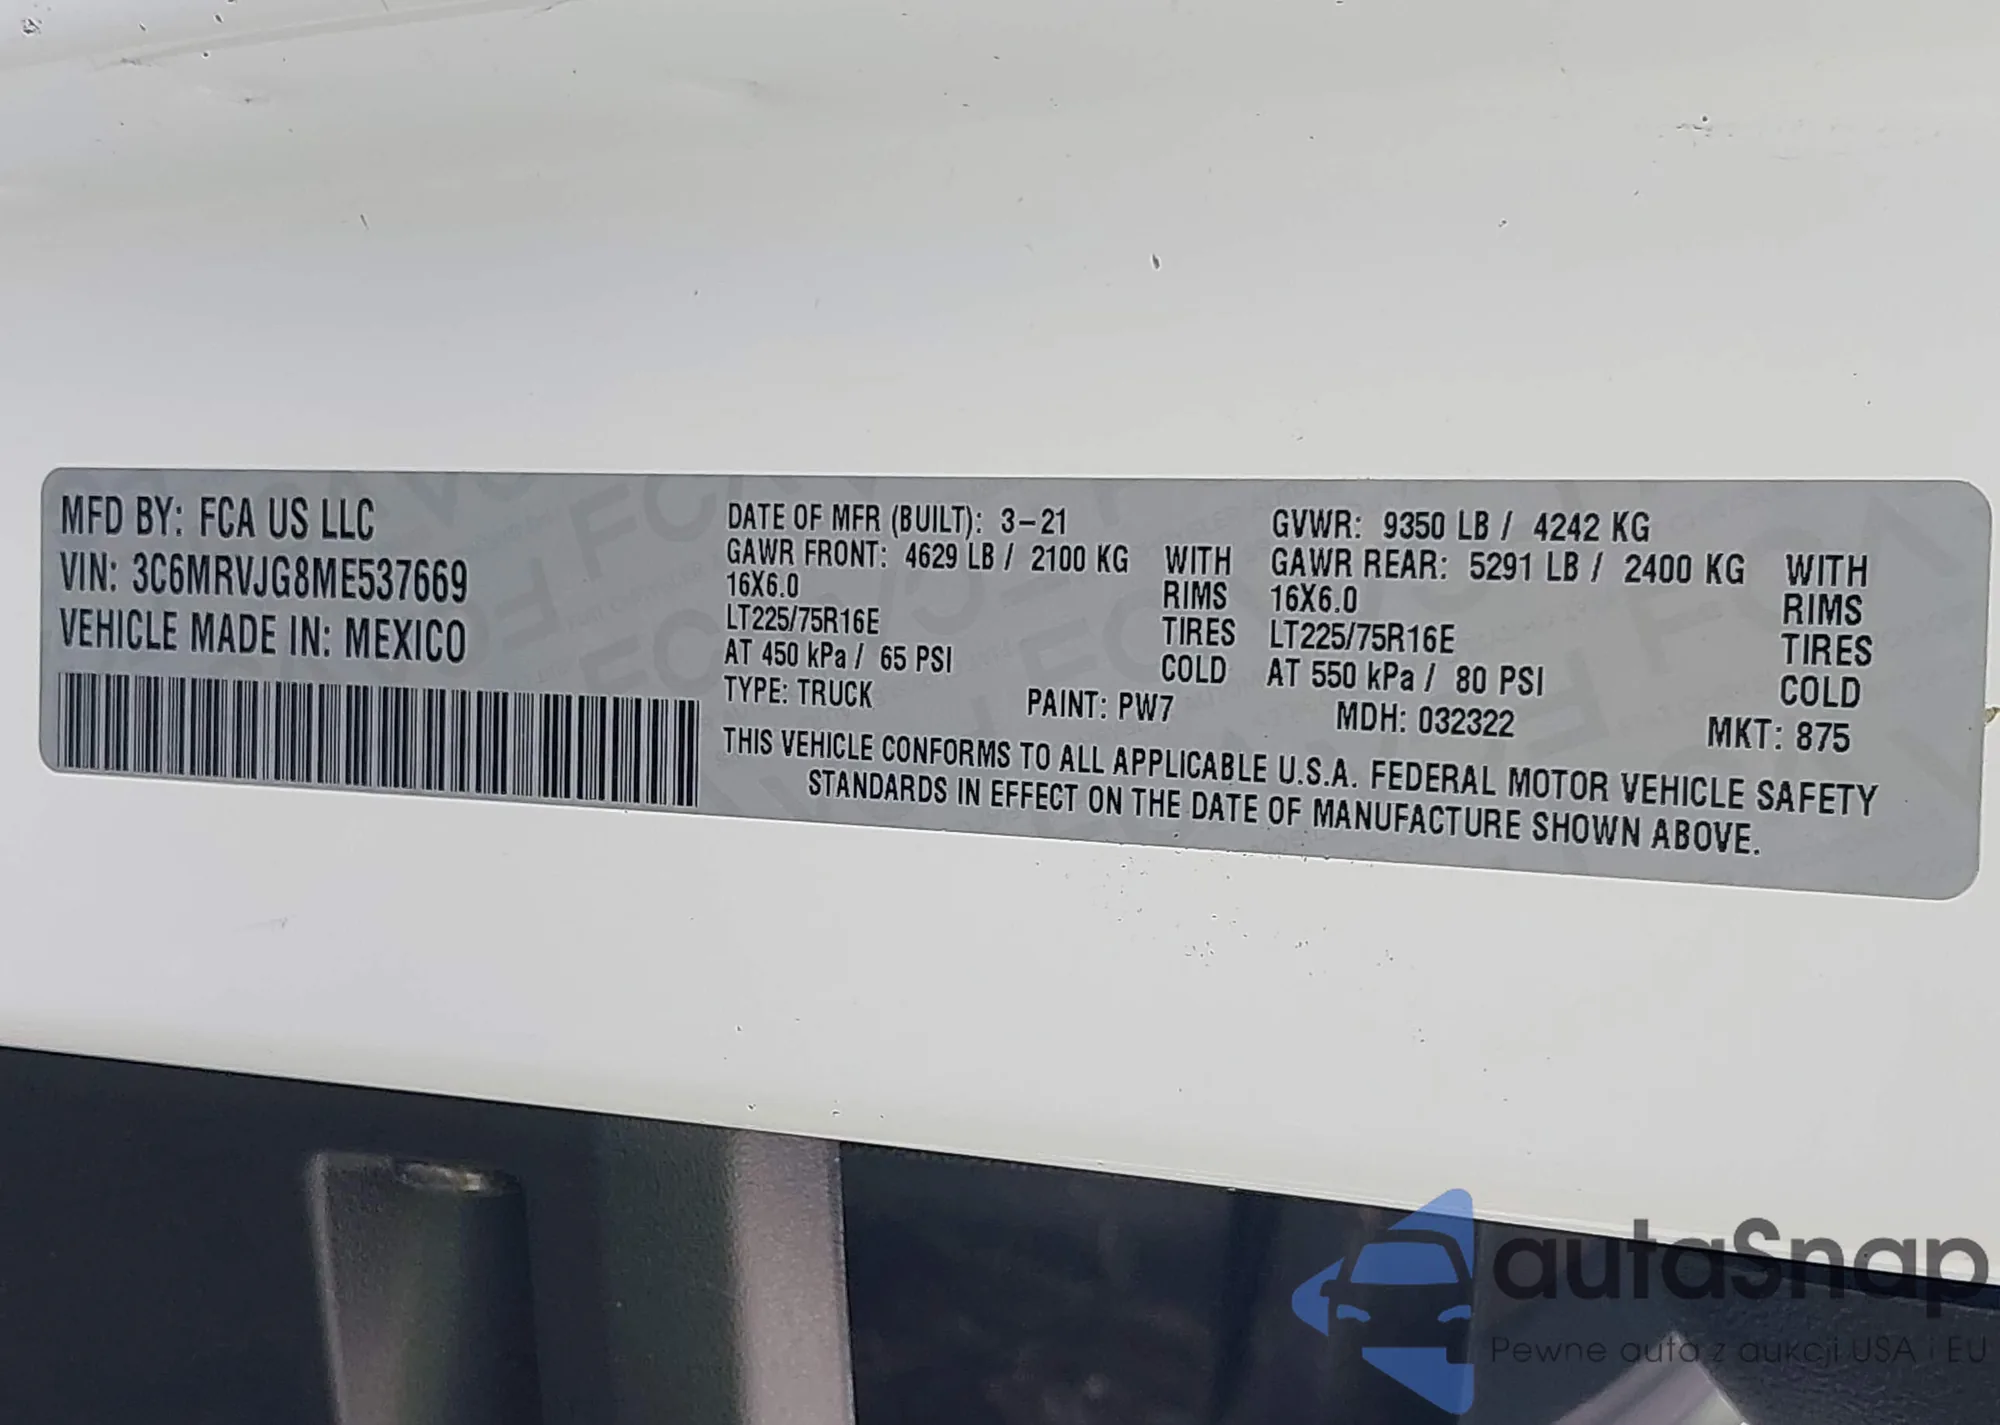 MFD BY: FCA US LLC
VIN: 3C6MRVJG8ME537669
VEHICLE MADE IN: MEXICO
DATE OF MFR (BUILT): 3-21 GVWR: 9350 LB / 4242 KG
GAWR FRONT: 4629 LB / 2100 KG WITH GAWR REAR: 5291 LB / 2400 KG WITH
16X6.0 RIMS 16X6.0 RIMS
LT225/75R16E TIRES LT225/75R16E TIRES
AT 450 kPa / 65 PSI COLD AT 550 kPa / 80 PSI COLD
TYPE: TRUCK PAINT: PW7 MDH: 032322 MKT: 875
THIS VEHICLE CONFORMS TO ALL APPLICABLE U.S.A. FEDERAL MOTOR VEHICLE SAFETY
STANDARDS IN EFFECT ON THE DATE OF MANUFACTURE SHOWN ABOVE.
autaSnap
Pewne auta z aukcji USA i EU